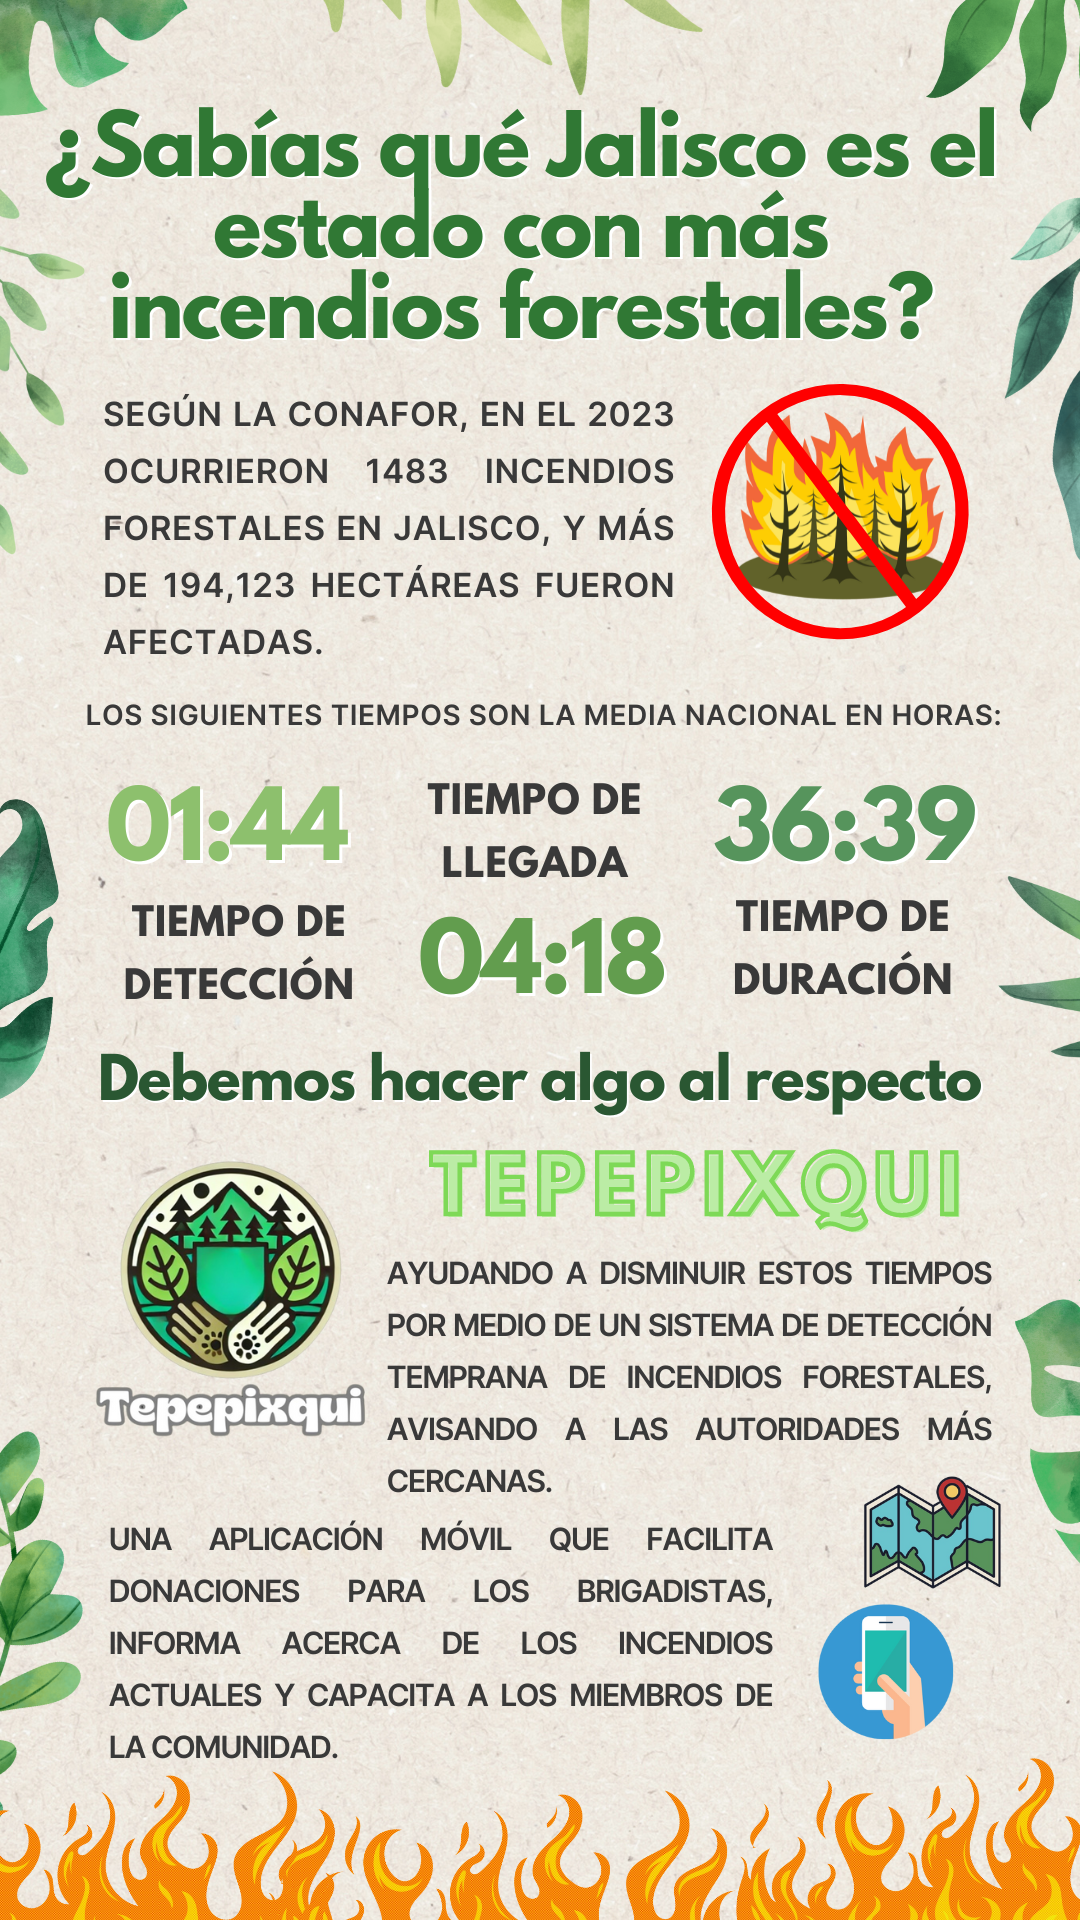 ¿Sabías qué Jalisco es el
estado con más
incendios forestales?
SEGÚN LA CONAFOR, EN EL 2023
OCURRIERON 1483 INCENDIOS
FORESTALES EN JALISCO, Y MÁS
DE 194,123 HECTÁREAS FUERON
AFECTADAS.
LOS SIGUIENTES TIEMPOS SON LA MEDIA NACIONAL EN HORAS:
01:44
TIEMPO DE
DETECCIÓN
TIEMPO DE
LLEGADA
04:18
36:39
TIEMPO DE
DURACIÓN
Debemos hacer algo al respecto
TEPEPIXQUI
Tepepixqui
AYUDANDO A DISMINUIR ESTOS TIEMPOS
POR MEDIO DE UN SISTEMA DE DETECCIÓN
TEMPRANA DE INCENDIOS FORESTALES,
AVISANDO A LAS AUTORIDADES MÁS
CERCANAS.
UNA APLICACIÓN MÓVIL QUE FACILITA
DONACIONES PARA LOS BRIGADISTAS,
INFORMA ACERCA DE LOS INCENDIOS
ACTUALES Y CAPACITA A LOS MIEMBROS DE
LA COMUNIDAD.